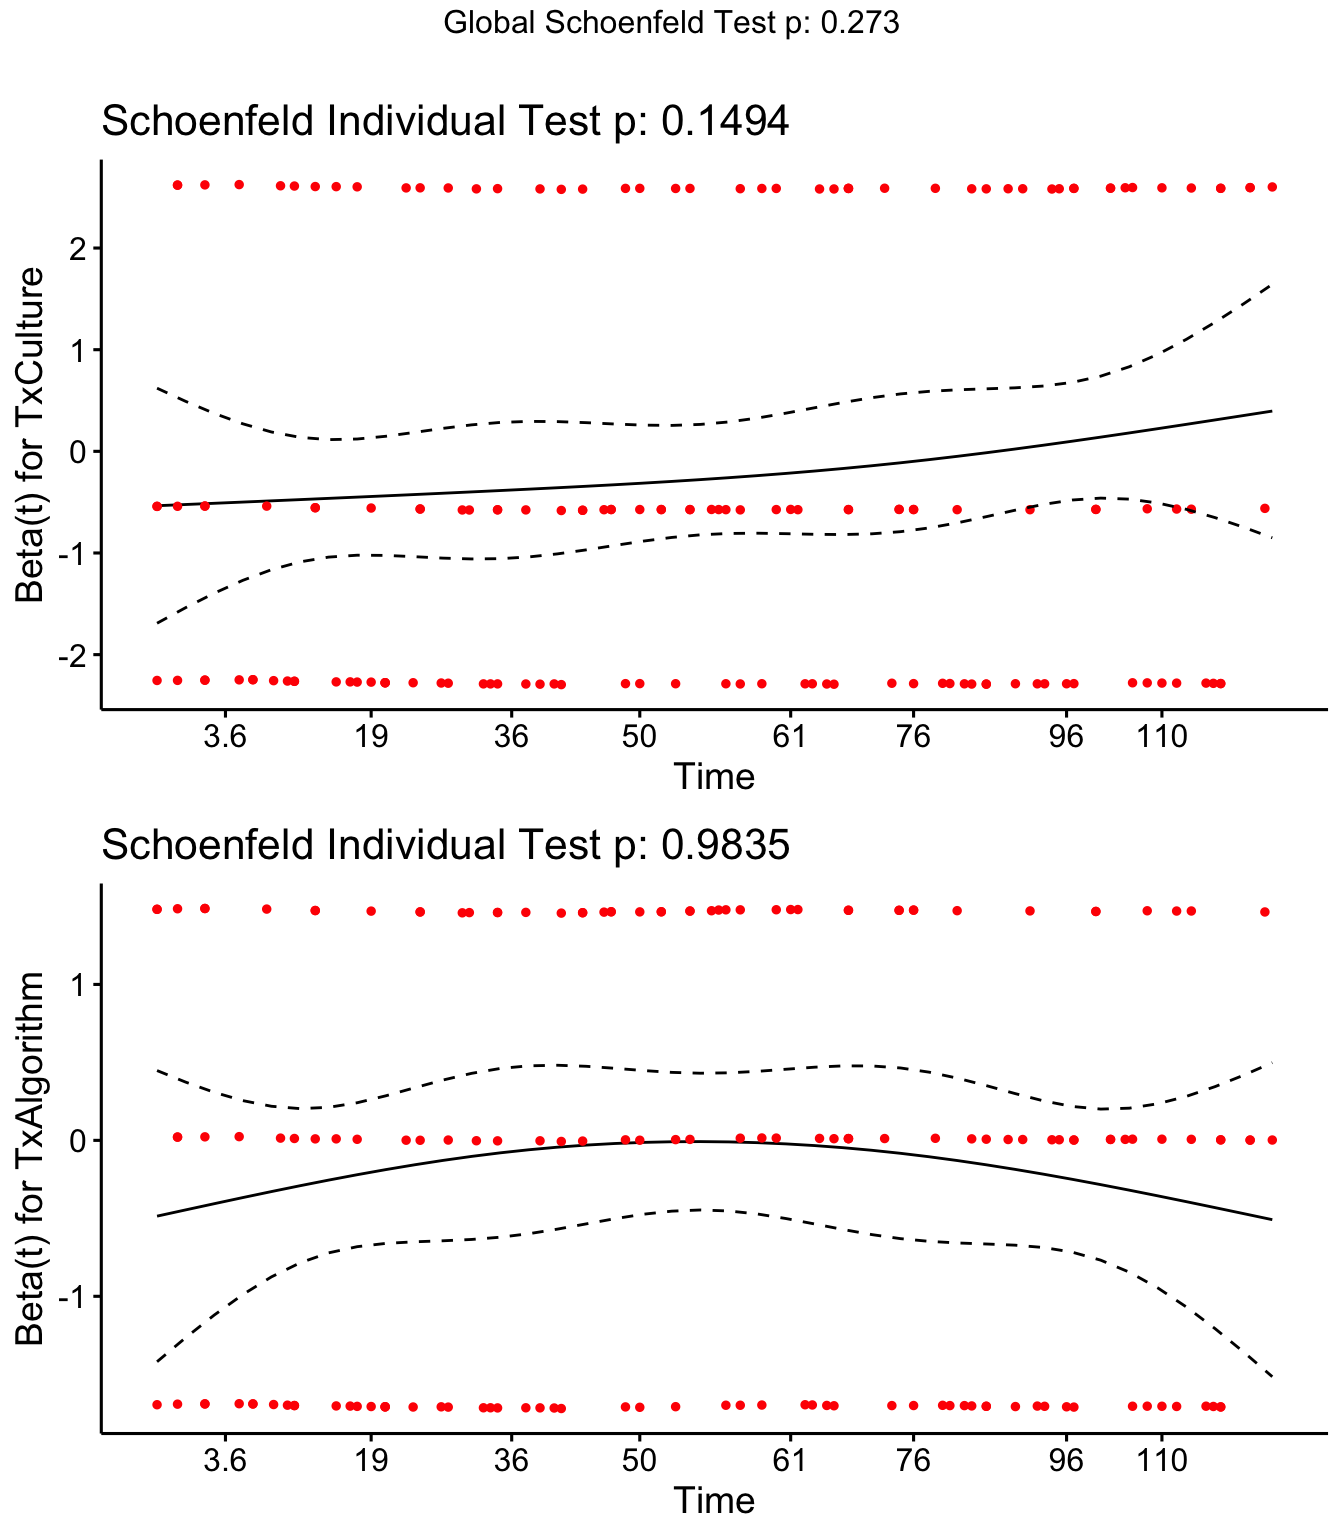 Global Schoenfeld Test p: 0.273
Schoenfeld Individual Test p: 0.1494
Beta(t) for TxCulture
2
1
0
-1
-2
3.6 19 36 50 61 76 96 110
Time
Schoenfeld Individual Test p: 0.9835
Beta(t) for TxAlgorithm
1
0
-1
3.6 19 36 50 61 76 96 110
Time